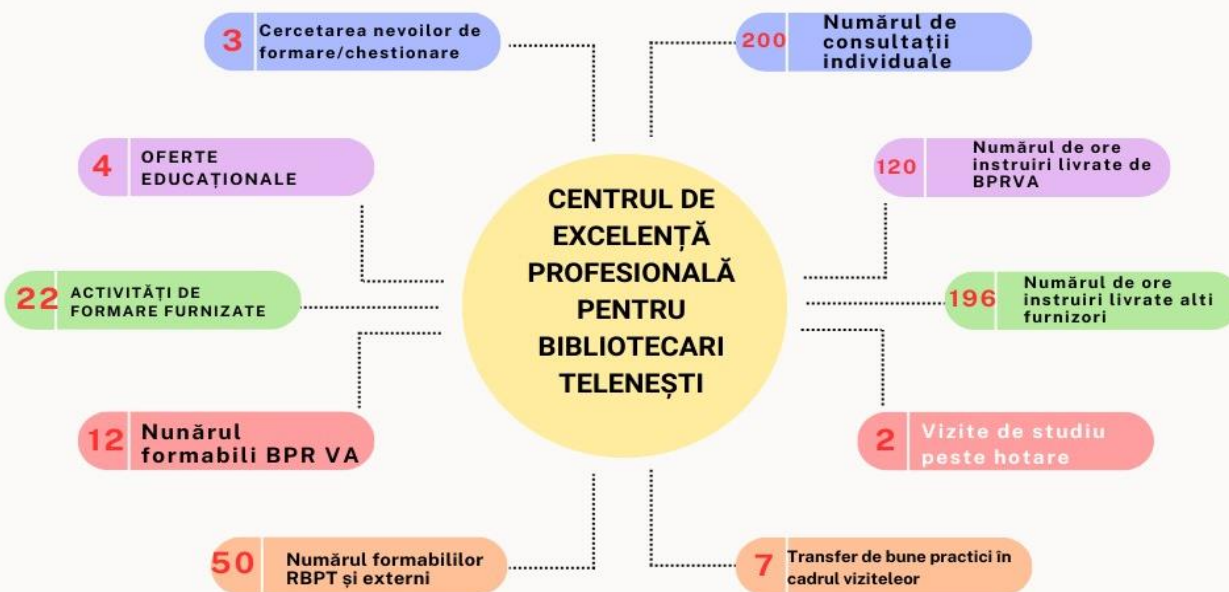 3
Cercetarea nevoilor de
formare/chestionare
200
Numărul de
consultații
individuale
4
OFERTE
EDUCAȚIONALE
120
Numărul de ore
instruiri livrate de
BPRVA
CENTRUL DE
EXCELENȚĂ
PROFESIONALĂ
PENTRU
BIBLIOTECARI
TELENEȘTI
22
ACTIVITĂȚI DE
FORMARE FURNIZATE
196
Numărul de ore
instruiri livrate alti
furnizori
12
Nunărul
formabili BPR VA
2
Vizite de studiu
peste hotare
50
Numărul formabililor
RBPT și externi
7
Transfer de bune practici în
cadrul viziteleor